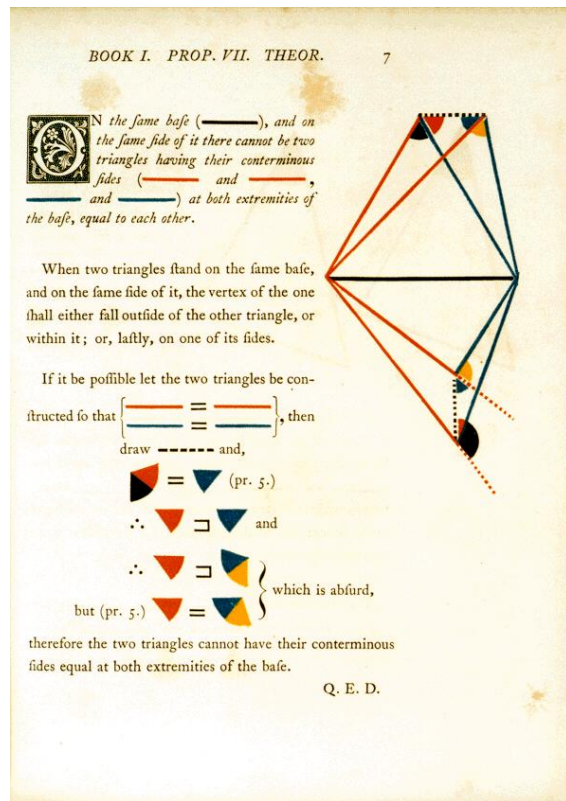 BOOK I. PROP. VII. THEOR. 7
ON the ſame baſe ( ), and on
the ſame ſide of it there cannot be two
triangles having their conterminous
ſides ( and ,
and ) at both extremities of
the baſe, equal to each other.
When two triangles ſtand on the ſame baſe,
and on the ſame ſide of it, the vertex of the one
ſhall either fall outſide of the other triangle, or
within it; or, laſtly, on one of its ſides.
If it be poſſible let the two triangles be con-
ſtructed ſo that { = = }, then
draw and,
= (pr. 5.)
∴ ⊐ and
∴ ⊐
which is abſurd,
but (pr. 5.) =
therefore the two triangles cannot have their conterminous
ſides equal at both extremities of the baſe.
Q. E. D.